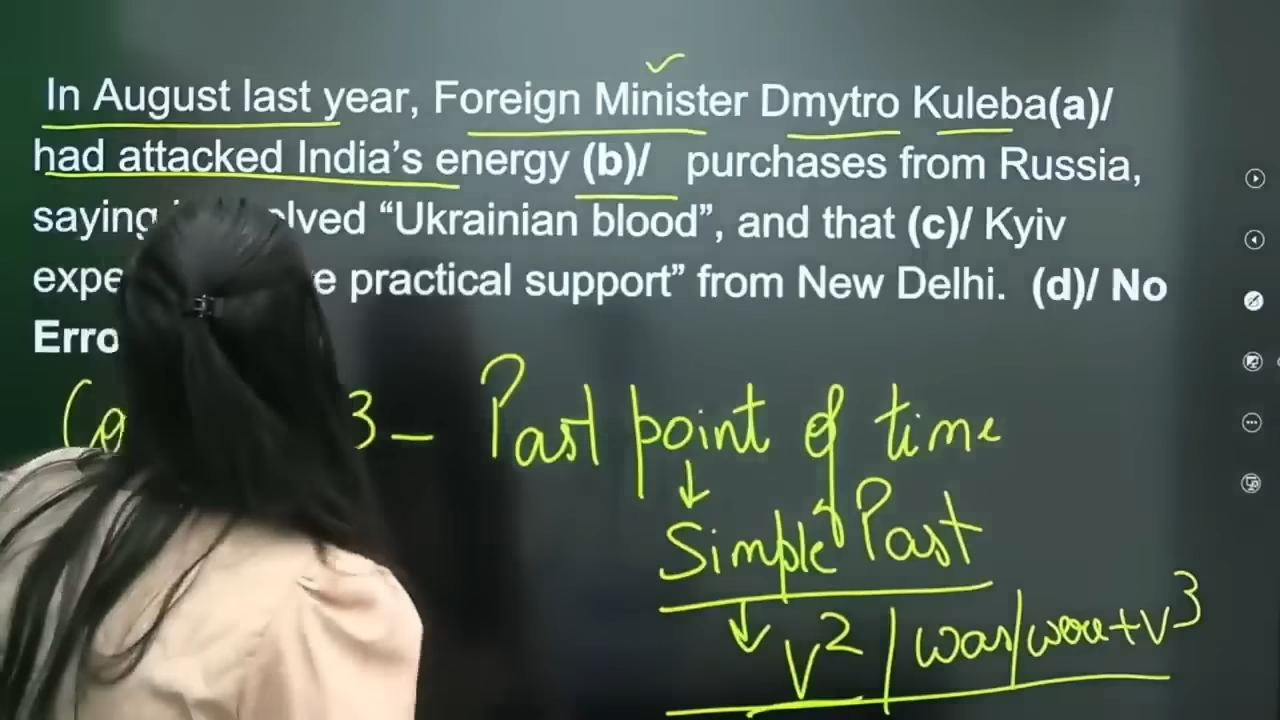 In August last year, Foreign Minister Dmytro Kuleba(a)/
had attacked India's energy (b)/ purchases from Russia,
saying “Ukrainian blood”, and that (c)/ Kyiv
practical support” from New Delhi. (d)/ No
3 - Past point of time
Simple Past
V2 | was/were+V3